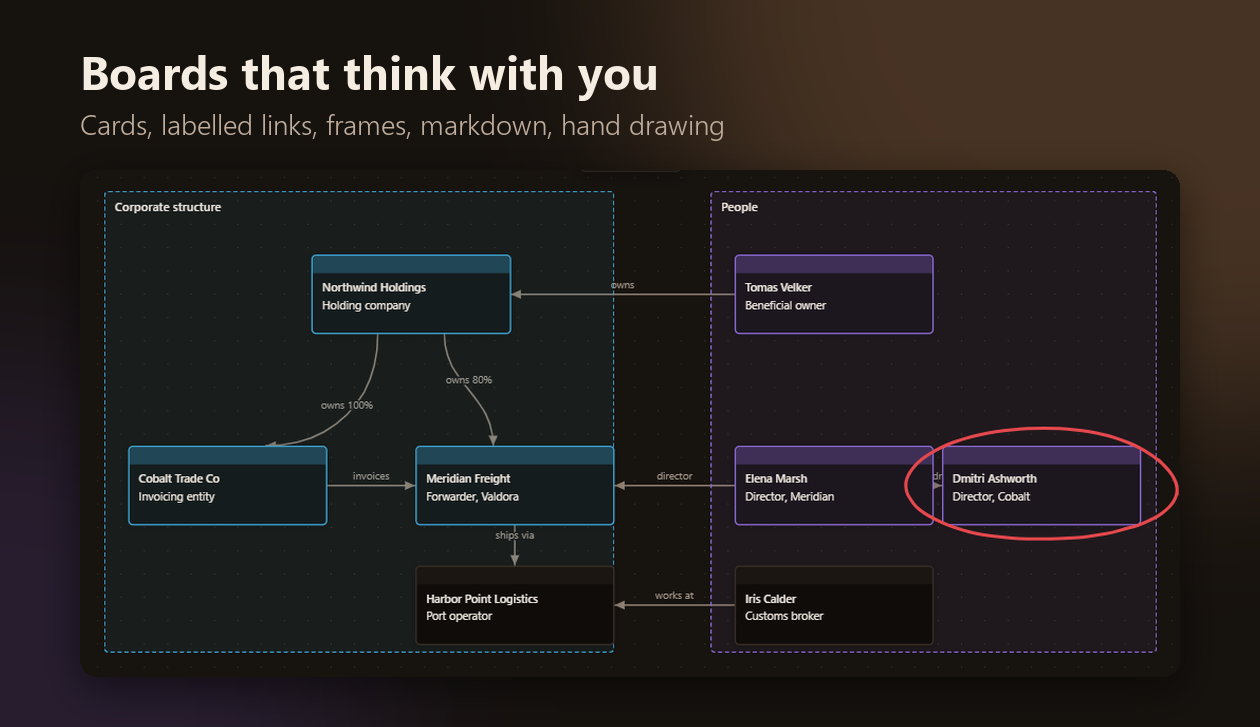 Boards that think with you
Cards, labelled links, frames, markdown, hand drawing
Corporate structure
People
Northwind Holdings
Holding company
owns
Tomas Velker
Beneficial owner
owns 80%
owns 100%
Cobalt Trade Co
Invoicing entity
invoices
Meridian Freight
Forwarder, Valdora
director
Elena Marsh
Director, Meridian
Dmitri Ashworth
Director, Cobalt
ships via
Harbor Point Logistics
Port operator
works at
Iris Calder
Customs broker